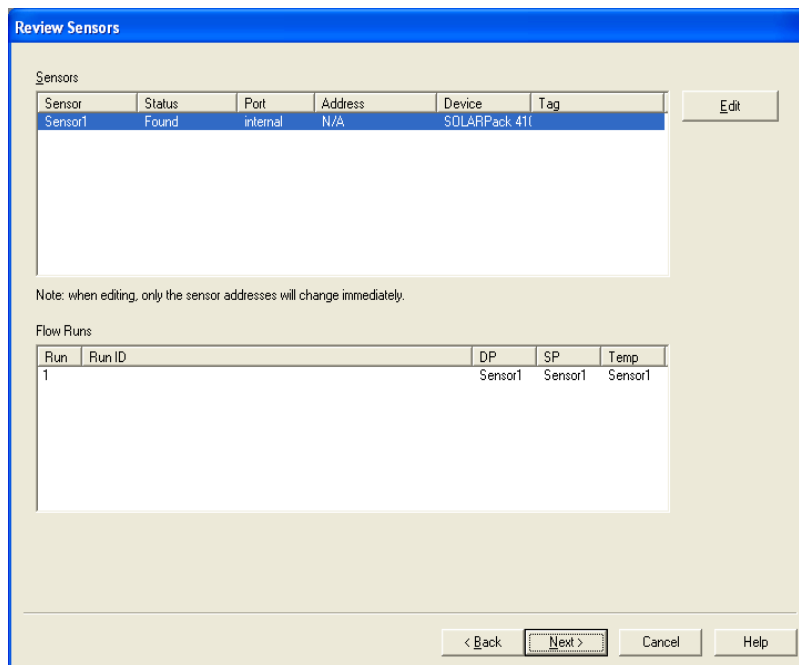 Review Sensors
Sensors
Sensor Status Port Address Device Tag
Edit
Sensor1 Found internal N/A SOLARPack 41(
Note: when editing, only the sensor addresses will change immediately.
Flow Runs
Run Run ID DP SP Temp
1 Sensor1 Sensor1 Sensor1
< Back Next > Cancel Help